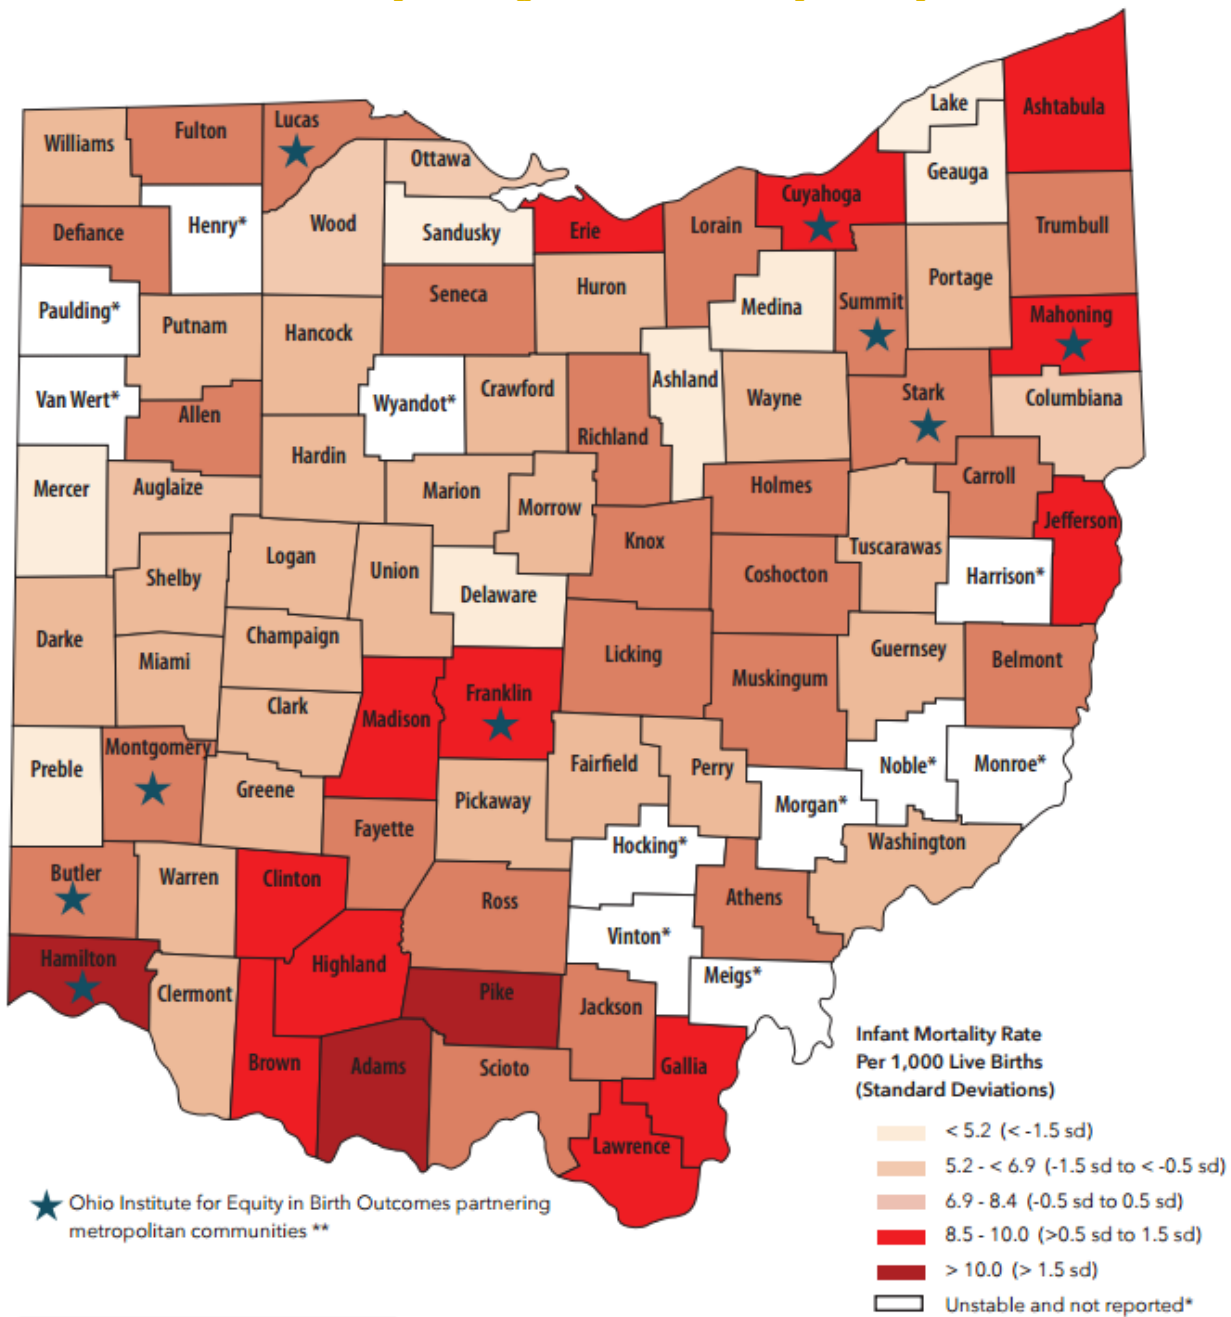 Lake
Ashtabula
Williams
Fulton
Lucas
Ottawa
Geauga
Cuyahoga
Henry*
Wood
Defiance
Sandusky
Erie
Lorain
Trumbull
Paulding*
Putnam
Hancock
Seneca
Huron
Medina
Summit
Portage
Mahoning
Van Wert*
Allen
Wyandot*
Crawford
Ashland
Wayne
Stark
Columbiana
Richland
Hardin
Mercer
Auglaize
Marion
Morrow
Holmes
Carroll
Jefferson
Knox
Tuscarawas
Logan
Union
Shelby
Delaware
Coshocton
Harrison*
Darke
Champaign
Miami
Licking
Muskingum
Guernsey
Belmont
Clark
Madison
Franklin
Montgomery
Preble
Greene
Fairfield
Perry
Noble*
Monroe*
Pickaway
Morgan*
Fayette
Hocking*
Washington
Butler
Warren
Clinton
Ross
Athens
Hamilton
Highland
Vinton*
Meigs*
Clermont
Pike
Jackson
Brown
Adams
Scioto
Gallia
Lawrence
Infant Mortality Rate
Per 1,000 Live Births
(Standard Deviations)
< 5.2 (< -1.5 sd)
5.2 - < 6.9 (-1.5 sd to < -0.5 sd)
6.9 - 8.4 (-0.5 sd to 0.5 sd)
8.5 - 10.0 (>0.5 sd to 1.5 sd)
> 10.0 (> 1.5 sd)
Unstable and not reported*
Ohio Institute for Equity in Birth Outcomes partnering
metropolitan communities **